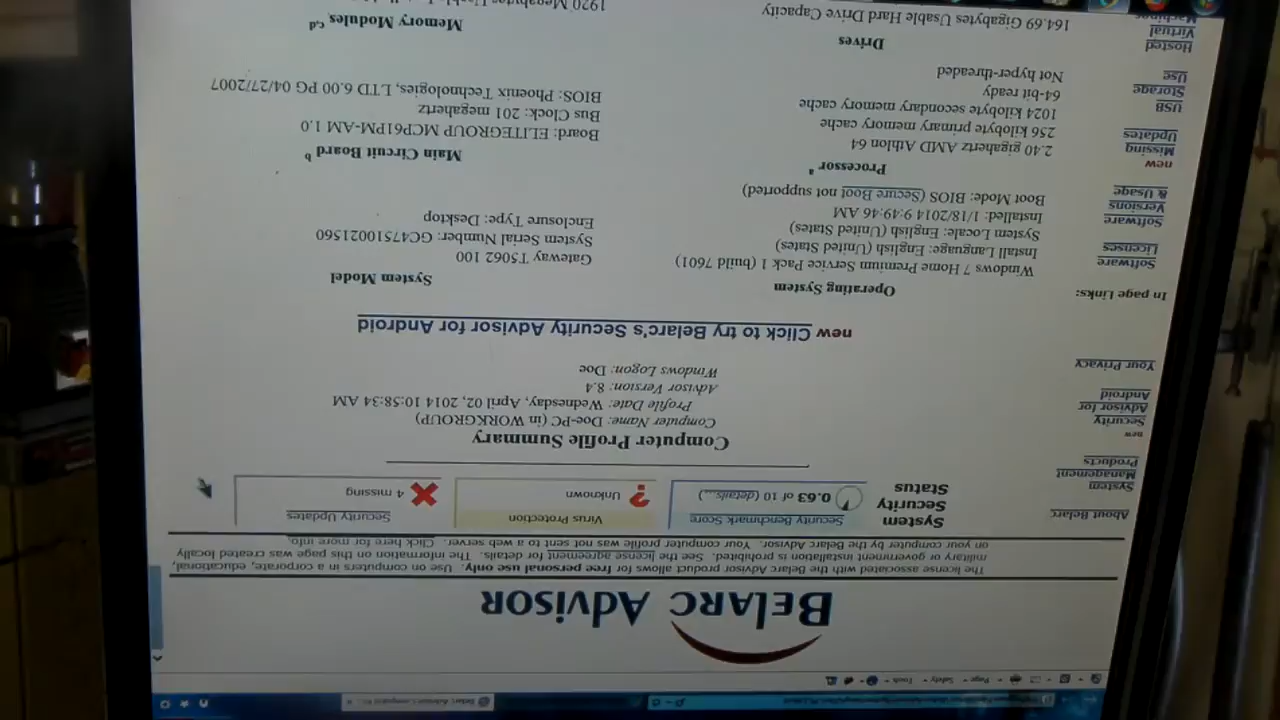 BELARC ADVISOR
The license associated with the Belarc Advisor product allows for free personal use only. Use on computers in a corporate, educational,
military or government installation is prohibited. See the license agreement for details. The information on this page was created locally
on your computer by the Belarc Advisor. Your computer profile was not sent to a web server. Click here for more info.
About Belarc
System
Management
Products
new
Security
Advisor for
Android
Your Privacy
In page Links:
Software
Licenses
Software
Versions
& Usage
new
Missing
Updates
USB
Storage
Use
Hosted
Virtual
Machines
System
Security
Status
Security Benchmark Score
0.63 of 10 (details...)
Virus Protection
Unknown
Security Updates
4 missing
Computer Profile Summary
Computer Name: Doc-PC (in WORKGROUP)
Profile Date: Wednesday, April 02, 2014 10:58:34 AM
Advisor Version: 8.4
Windows Logon: Doc
new Click to try Belarc's Security Advisor for Android
Operating System
Windows 7 Home Premium Service Pack 1 (build 7601)
Install Language: English (United States)
System Locale: English (United States)
Installed: 1/18/2014 9:49:46 AM
Boot Mode: BIOS (Secure Boot not supported)
System Model
Gateway T5062 100
System Serial Number: GC47510021560
Enclosure Type: Desktop
Processor a
2.40 gigahertz AMD Athlon 64
256 kilobyte primary memory cache
1024 kilobyte secondary memory cache
64-bit ready
Not hyper-threaded
Main Circuit Board b
Board: ELITEGROUP MCP61PM-AM 1.0
Bus Clock: 201 megahertz
BIOS: Phoenix Technologies, LTD 6.00 PG 04/27/2007
Drives
164.69 Gigabytes Usable Hard Drive Capacity
Memory Modules c,d
1920 Megabytes Usable